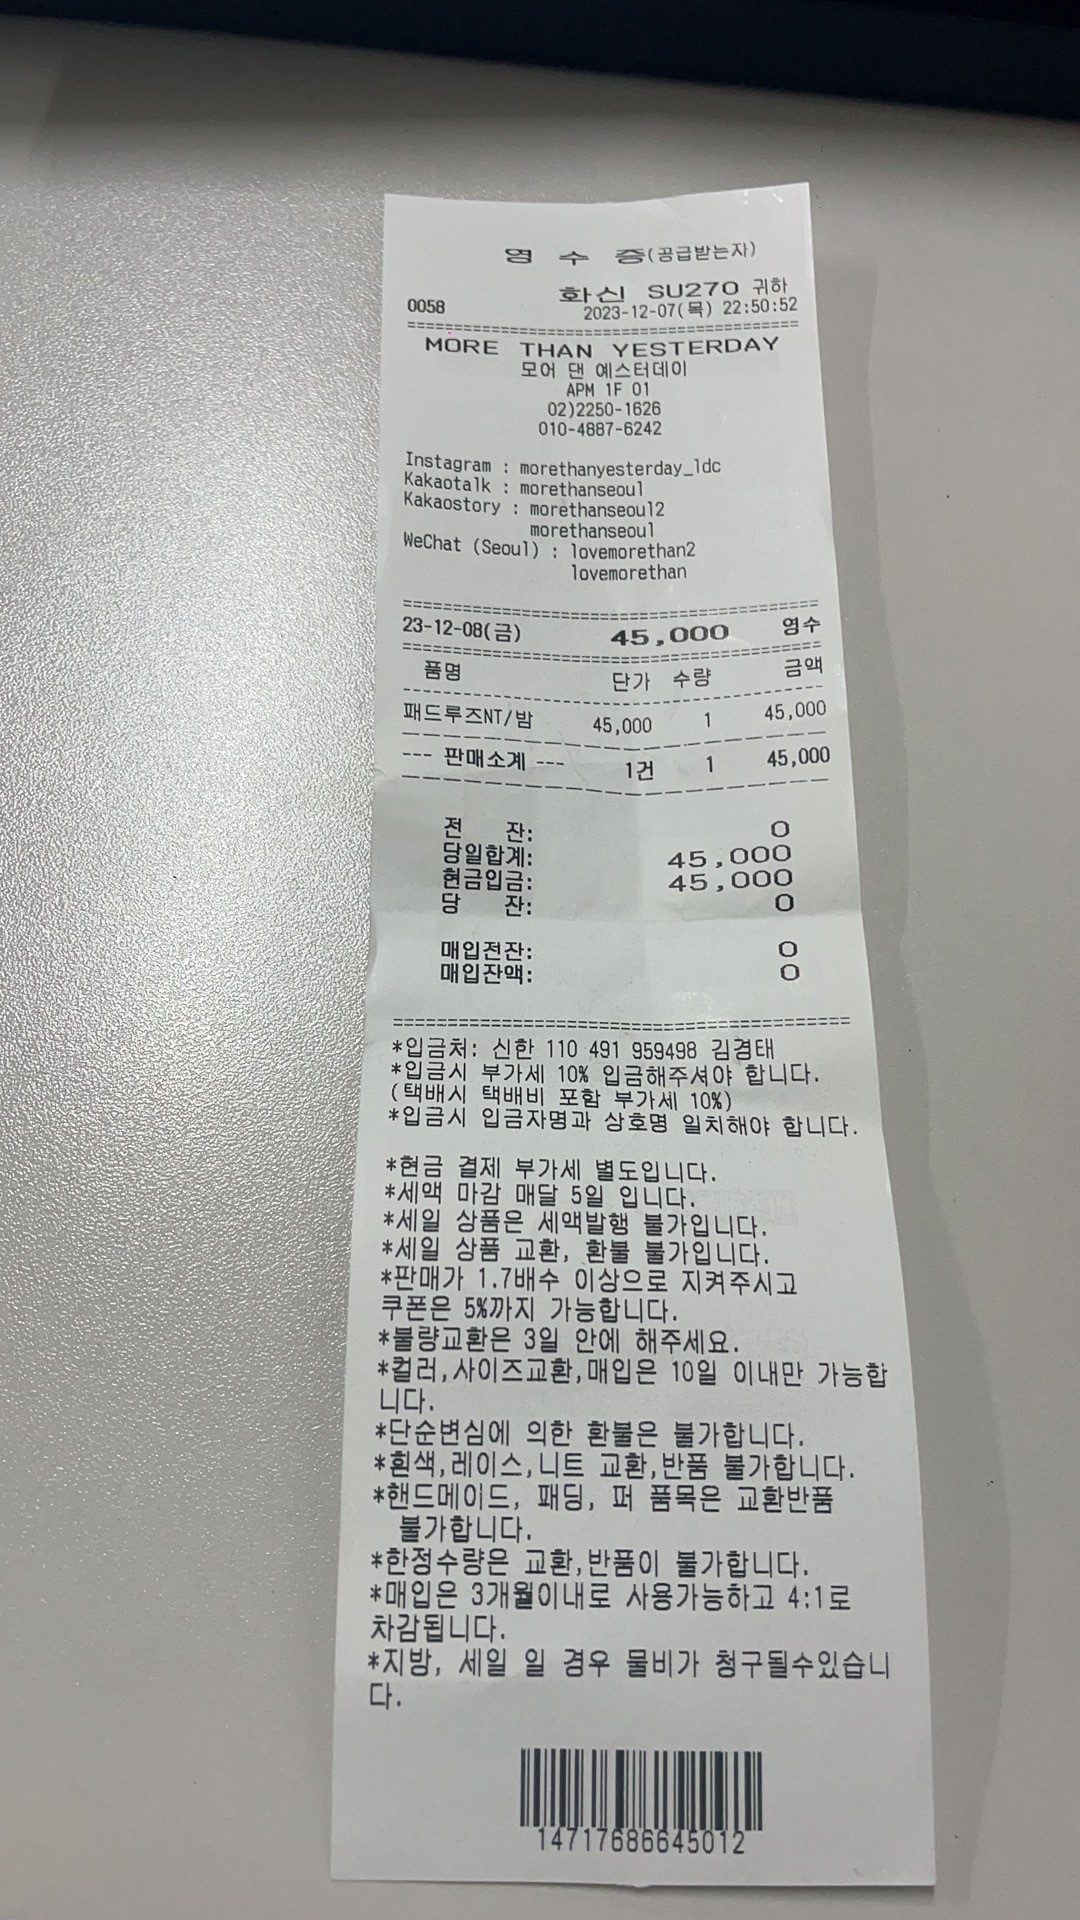 영 수 증(공급받는자)
화신 SU270 귀하
0058 2023-12-07(목) 22:50:52
MORE THAN YESTERDAY
모어 댄 예스터데이
APM 1F 01
02)2250-1626
010-4887-6242
Instagram : morethanyesterday_ldc
Kakaotalk : morethanseoul
Kakaostory : morethanseoul2
morethanseoul
WeChat (Seoul) : lovemorethan2
lovemorethan
23-12-08(금) 45,000 영수
품명 단가 수량 금액
패드루즈NT/밤 45,000 1 45,000
--- 판매소계 --- 1건 1 45,000
전 잔: 0
당일합계: 45,000
현금입금: 45,000
당 잔: 0
매입전잔: 0
매입잔액: 0
*입금처: 신한 110 491 959498 김경태
*입금시 부가세 10% 입금해주셔야 합니다.
(택배시 택배비 포함 부가세 10%)
*입금시 입금자명과 상호명 일치해야 합니다.
*현금 결제 부가세 별도입니다.
*세액 마감 매달 5일 입니다.
*세일 상품은 세액발행 불가입니다.
*세일 상품 교환, 환불 불가입니다.
*판매가 1.7배수 이상으로 지켜주시고
쿠폰은 5%까지 가능합니다.
*불량교환은 3일 안에 해주세요.
*컬러,사이즈교환,매입은 10일 이내만 가능합
니다.
*단순변심에 의한 환불은 불가합니다.
*흰색,레이스,니트 교환,반품 불가합니다.
*핸드메이드, 패딩, 퍼 품목은 교환반품
불가합니다.
*한정수량은 교환,반품이 불가합니다.
*매입은 3개월이내로 사용가능하고 4:1로
차감됩니다.
*지방, 세일 일 경우 물비가 청구될수있습니
다.
14717686645012